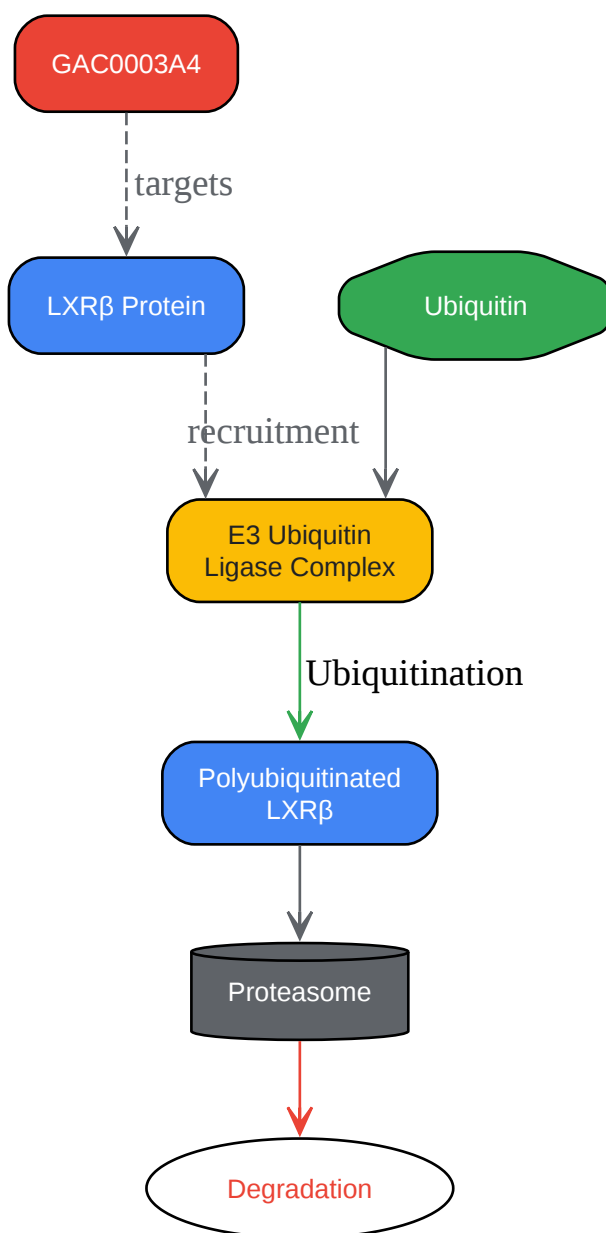 GAC0003A4
targets
LXRβ Protein
Ubiquitin
recruitment
E3 Ubiquitin
Ligase Complex
Ubiquitination
Polyubiquitinated
LXRβ
Proteasome
Degradation